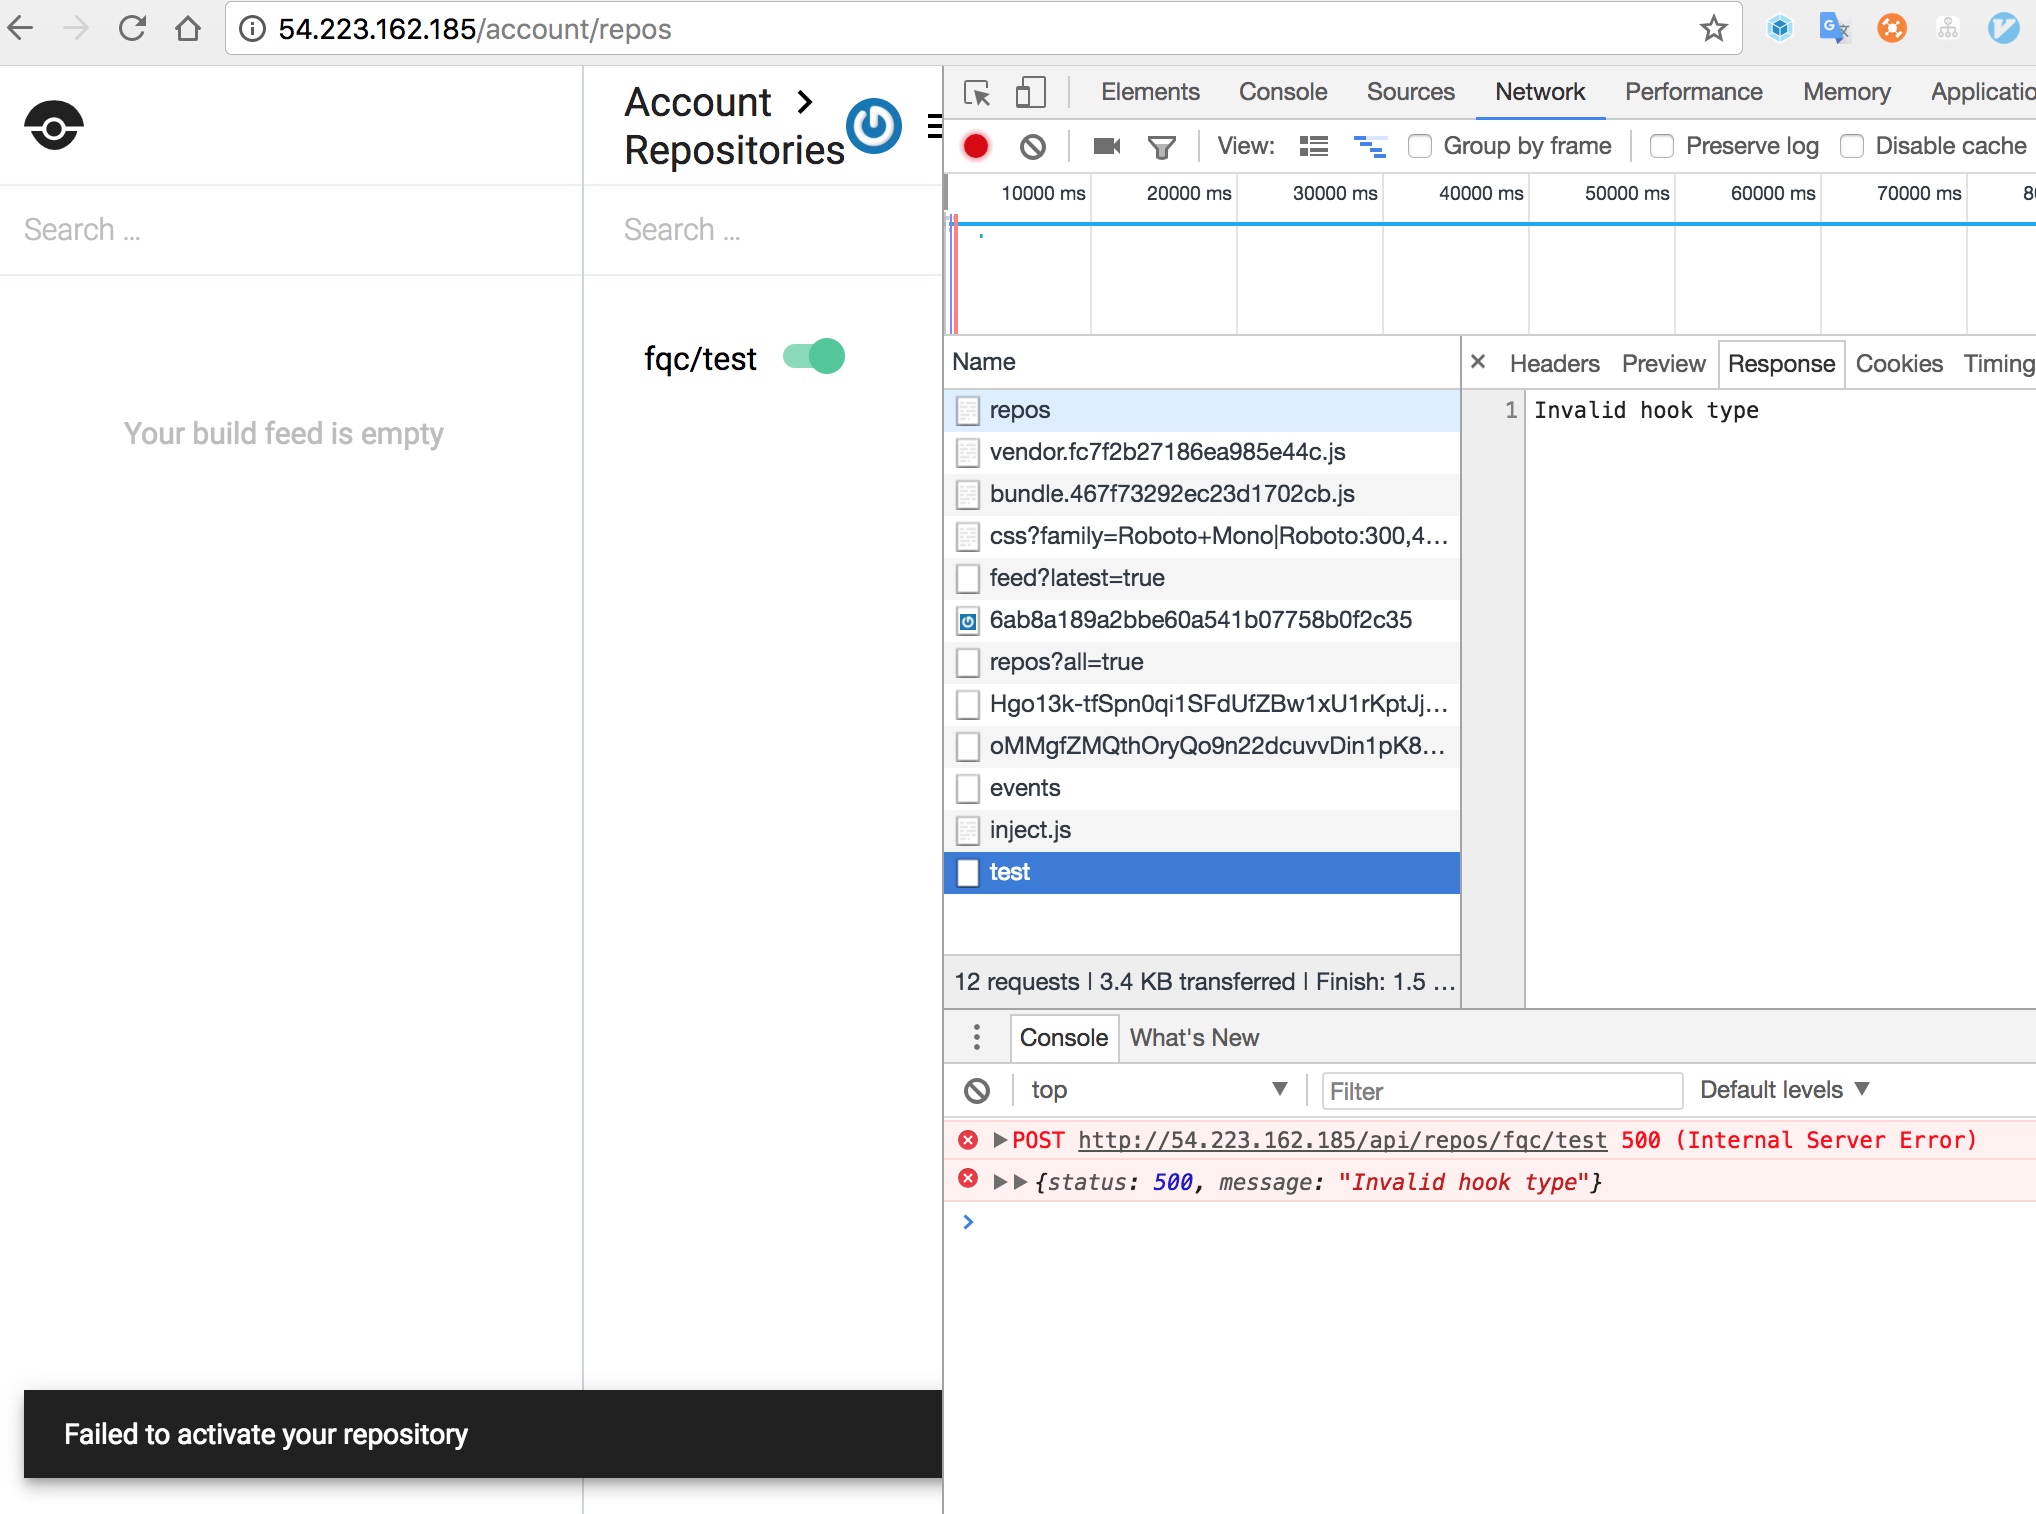 54.223.162.185/account/repos
Account
Repositories
Search ...
Search ...
fqc/test
Your build feed is empty
Failed to activate your repository
Elements Console Sources Network Performance Memory Applicatio
View: Group by frame Preserve log Disable cache
10000 ms 20000 ms 30000 ms 40000 ms 50000 ms 60000 ms 70000 ms 8
Name
repos
vendor.fc7f2b27186ea985e44c.js
bundle.467f73292ec23d1702cb.js
css?family=Roboto+Mono|Roboto:300,4...
feed?latest=true
6ab8a189a2bbe60a541b07758b0f2c35
repos?all=true
Hgo13k-tfSpn0qi1SFdUfZBw1xU1rKptJj...
oMMgfZMQthOryQo9n22dcuvvDin1pK8...
events
inject.js
test
12 requests | 3.4 KB transferred | Finish: 1.5 ...
× Headers Preview Response Cookies Timing
1 Invalid hook type
Console What's New
top Filter Default levels
POST http://54.223.162.185/api/repos/fqc/test 500 (Internal Server Error)
{status: 500, message: "Invalid hook type"}